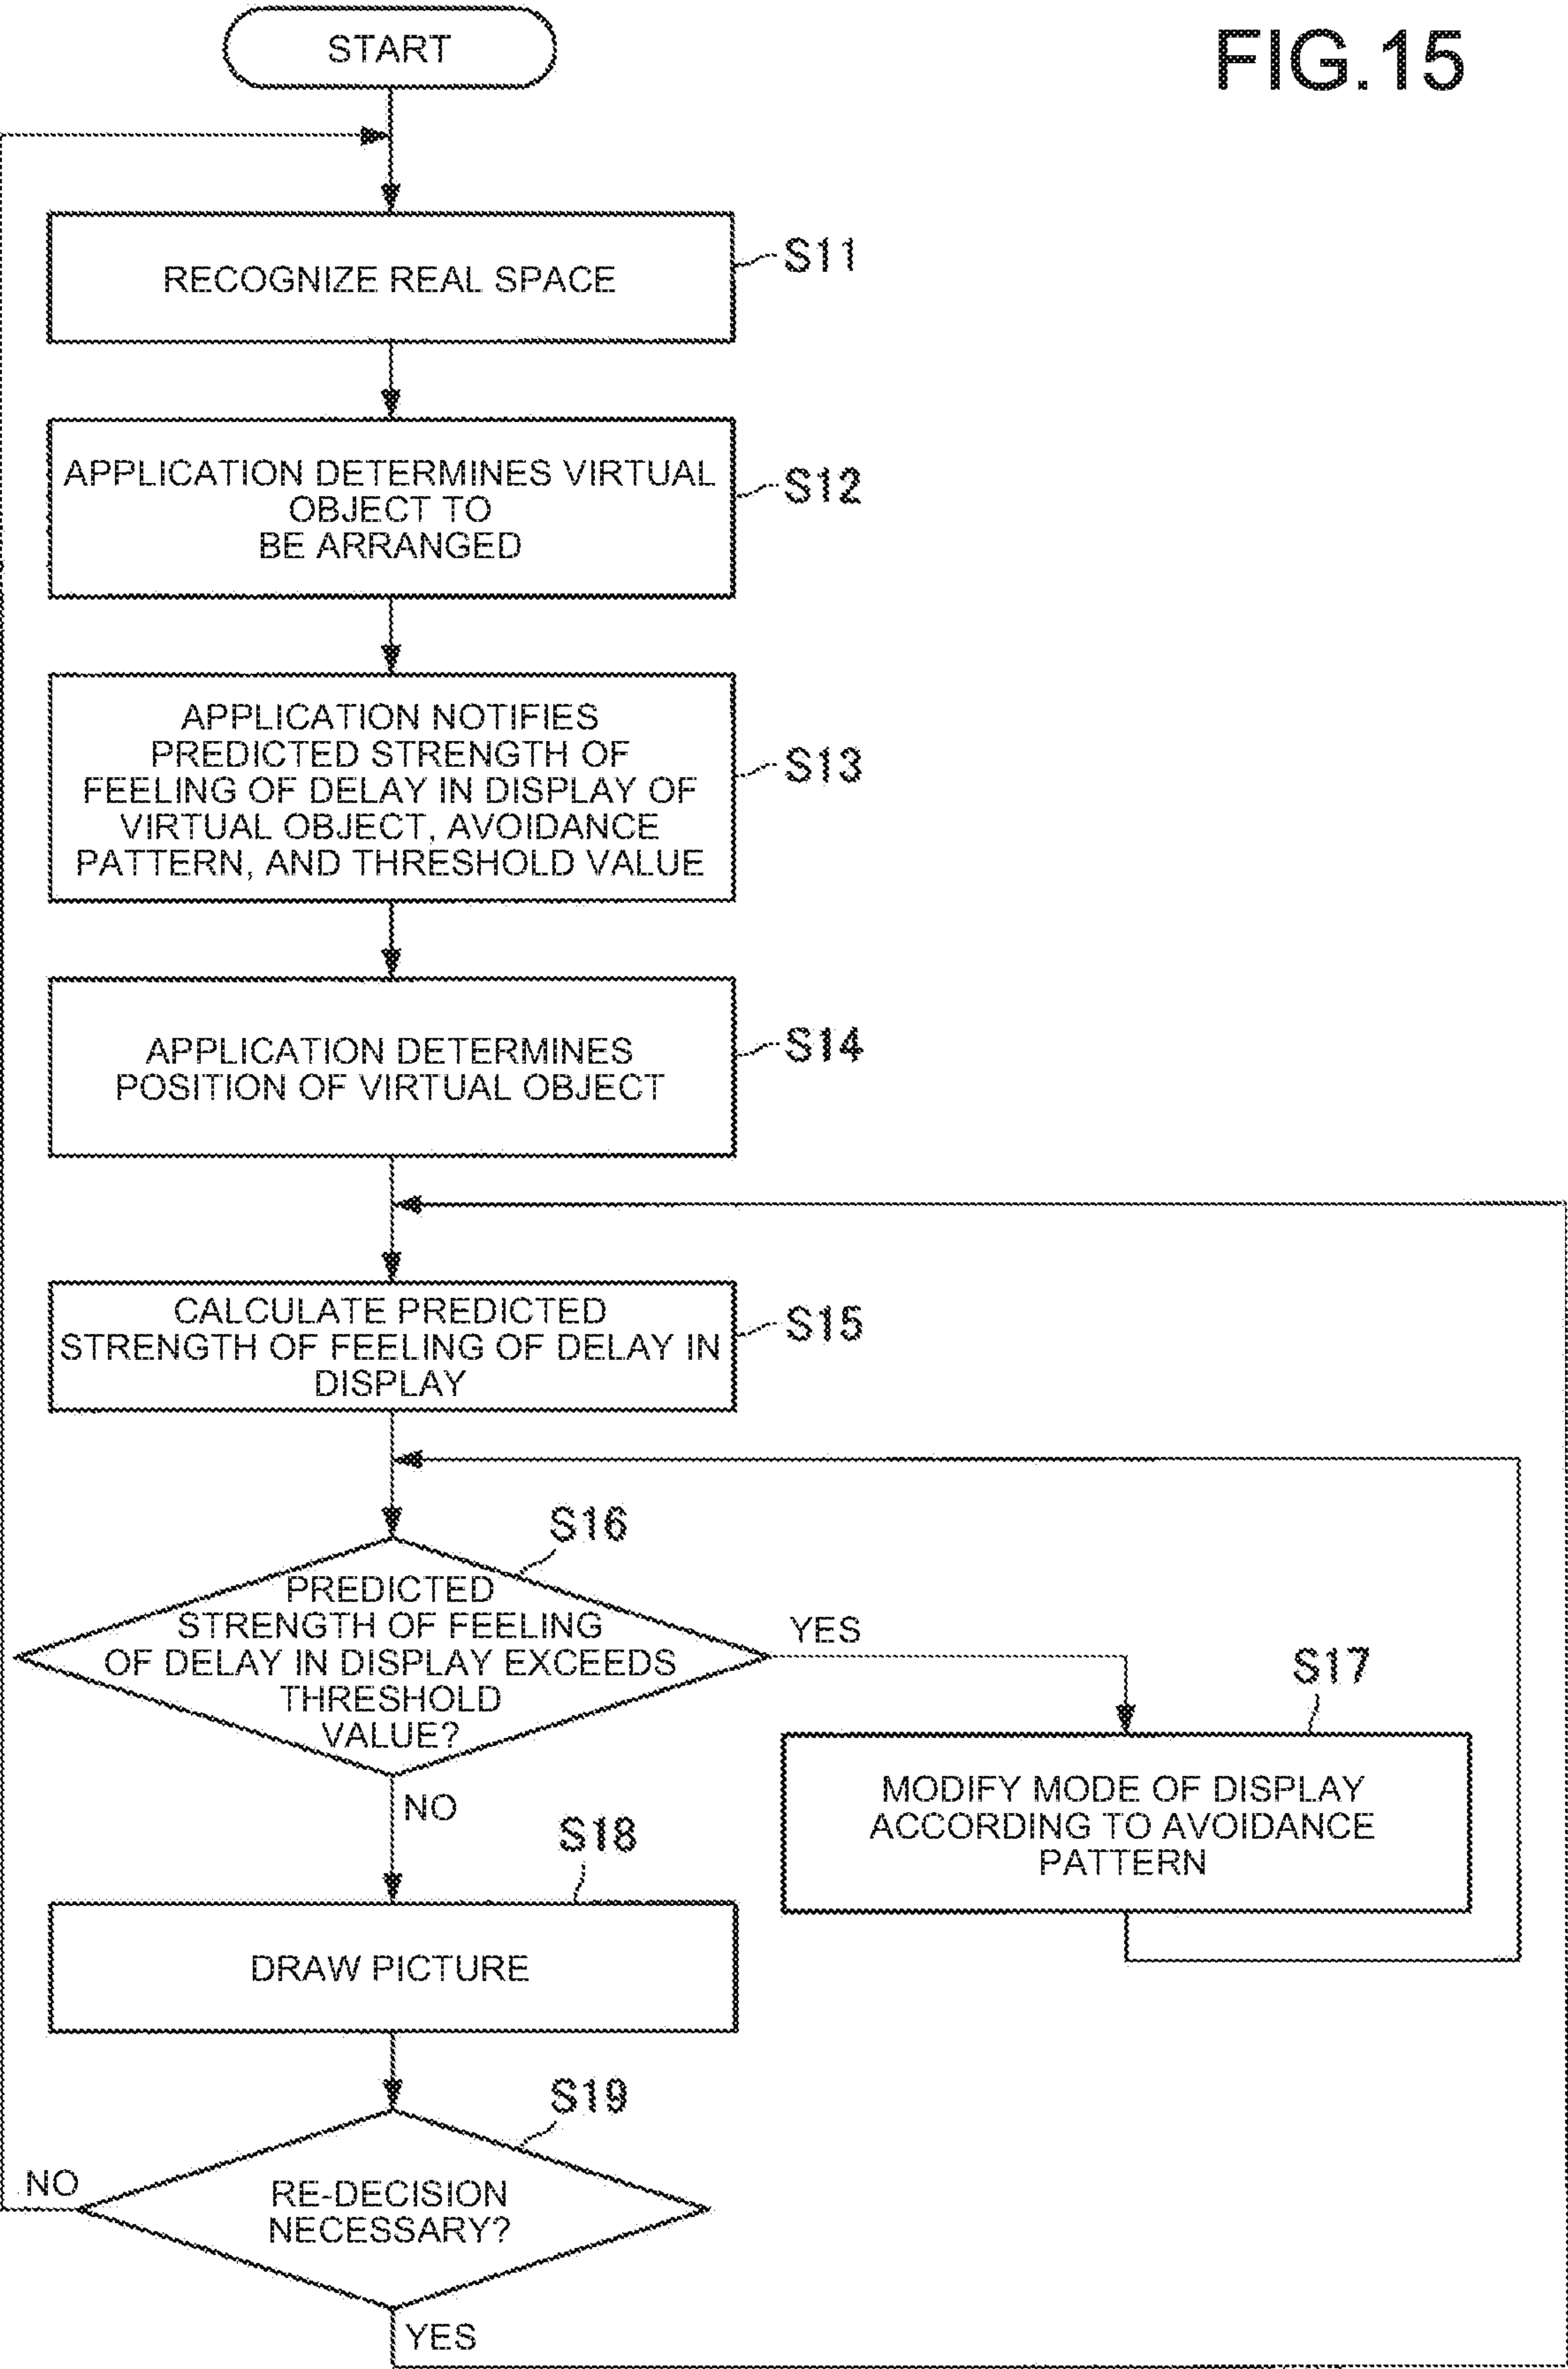 FIG.15
START
RECOGNIZE REAL SPACE
S11
APPLICATION DETERMINES VIRTUAL
OBJECT TO
BE ARRANGED
S12
APPLICATION NOTIFIES
PREDICTED STRENGTH OF
FEELING OF DELAY IN DISPLAY OF
VIRTUAL OBJECT, AVOIDANCE
PATTERN, AND THRESHOLD VALUE
S13
APPLICATION DETERMINES
POSITION OF VIRTUAL OBJECT
S14
CALCULATE PREDICTED
STRENGTH OF FEELING OF DELAY IN
DISPLAY
S15
S16
PREDICTED
STRENGTH OF FEELING
OF DELAY IN DISPLAY EXCEEDS
THRESHOLD
VALUE?
YES
S17
MODIFY MODE OF DISPLAY
ACCORDING TO AVOIDANCE
PATTERN
NO
S18
DRAW PICTURE
S19
RE-DECISION
NECESSARY?
NO
YES